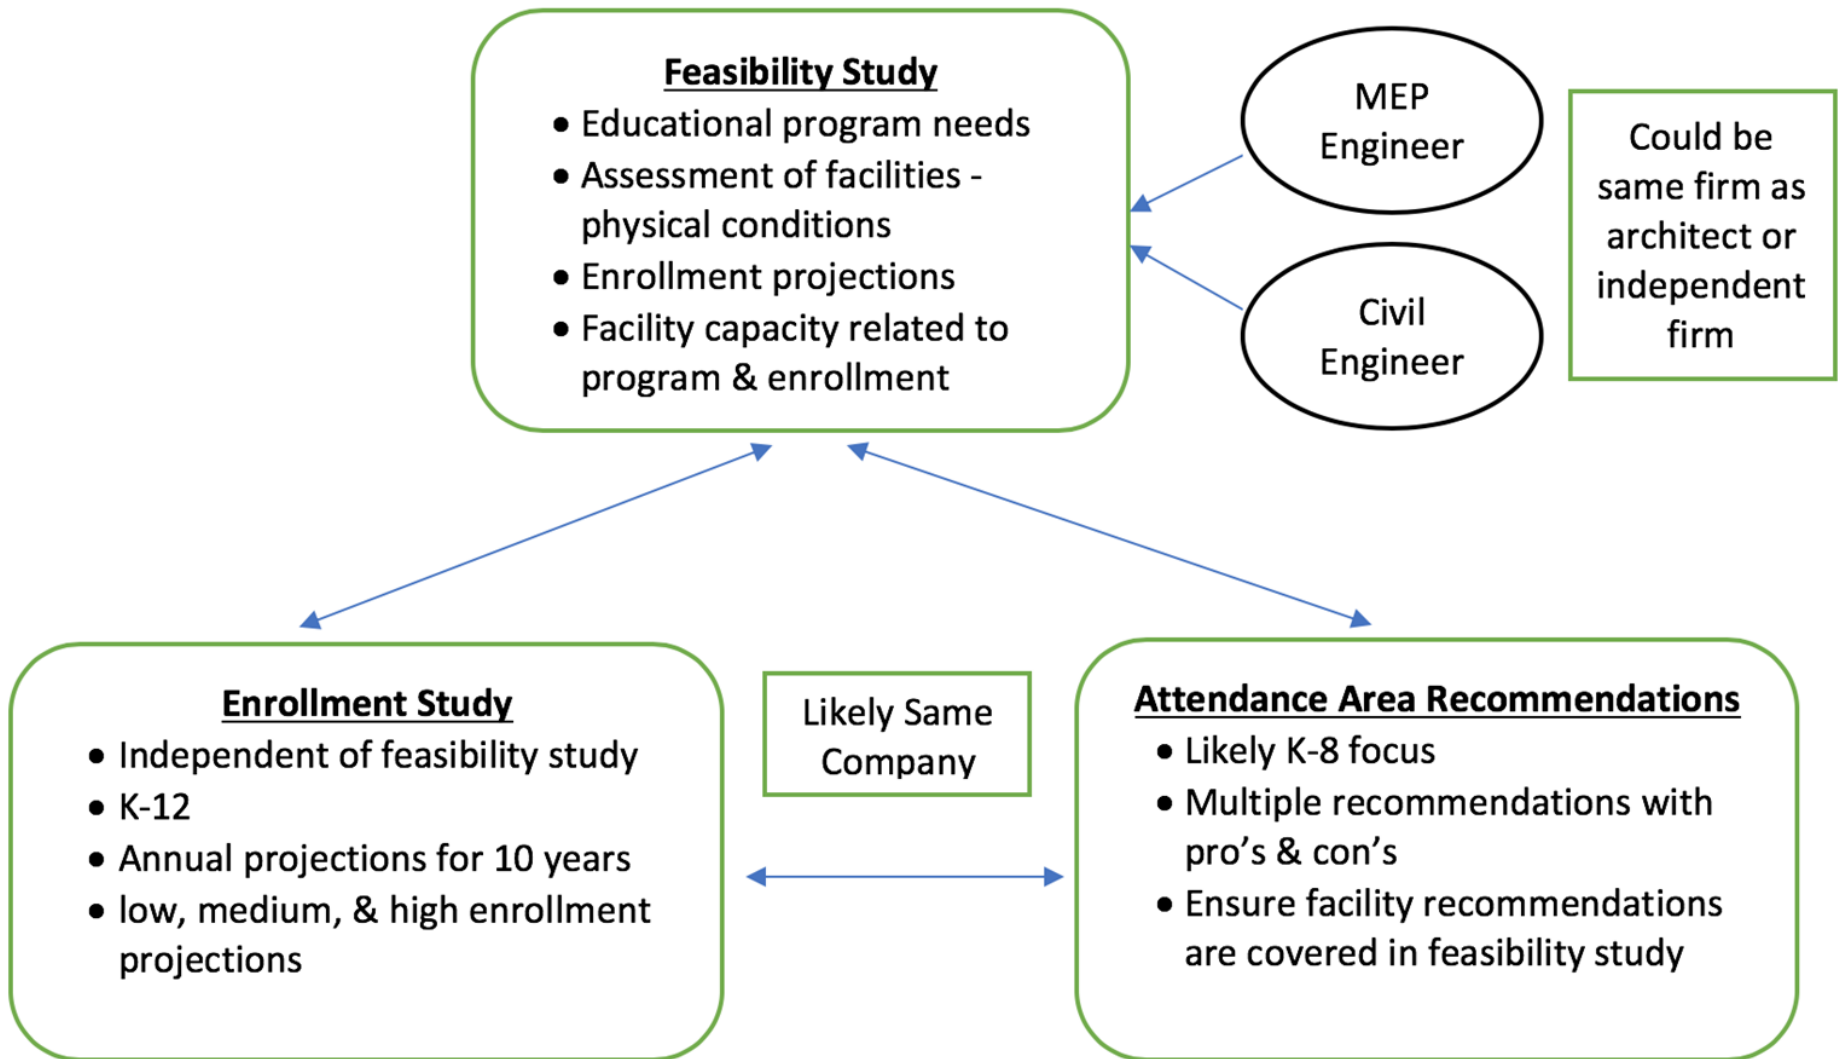 Feasibility Study
• Educational program needs
• Assessment of facilities -
physical conditions
• Enrollment projections
• Facility capacity related to
program & enrollment
MEP
Engineer
Civil
Engineer
Could be
same firm as
architect or
independent
firm
Enrollment Study
• Independent of feasibility study
• K-12
• Annual projections for 10 years
• low, medium, & high enrollment
projections
Likely Same
Company
Attendance Area Recommendations
• Likely K-8 focus
• Multiple recommendations with
pro’s & con’s
• Ensure facility recommendations
are covered in feasibility study